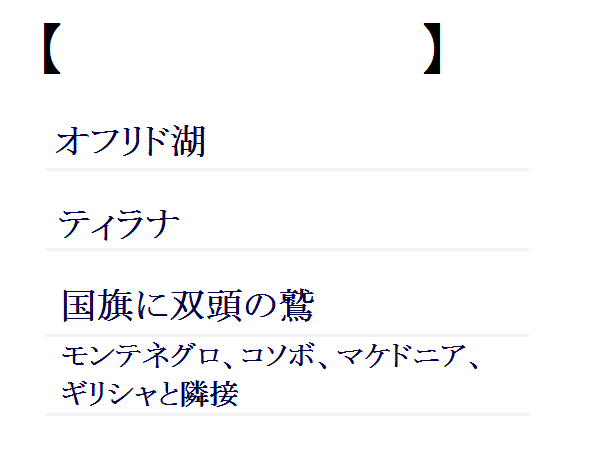 【 】
オフリド湖
ティラナ
国旗に双頭の鷲
モンテネグロ、コソボ、マケドニア、
ギリシャと隣接